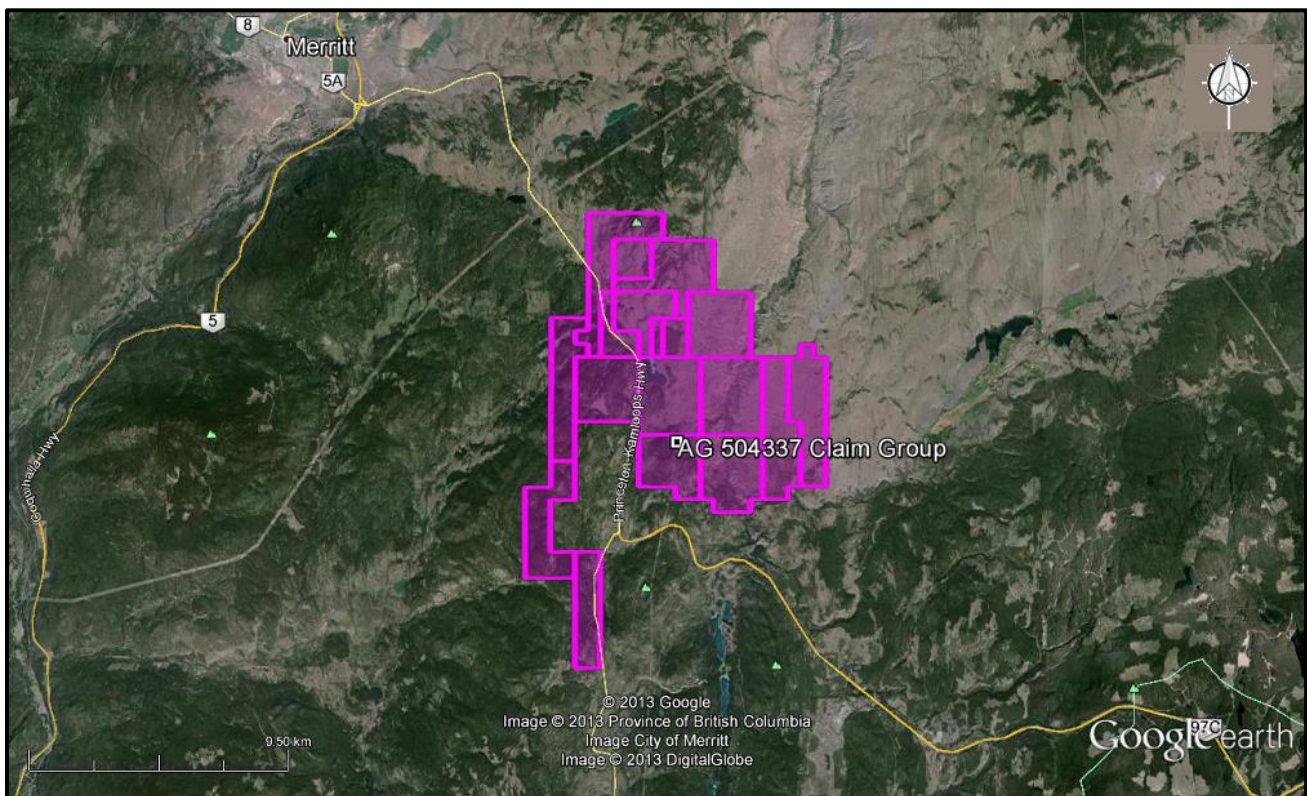 8
Merritt
5A
5
Coquihalla Hwy
Princeton Kamloops Hwy
AG 504337 Claim Group
© 2013 Google
Image © 2013 Province of British Columbia
Image City of Merritt
Image © 2013 DigitalGlobe
9.50 km
97C
Google earth
N